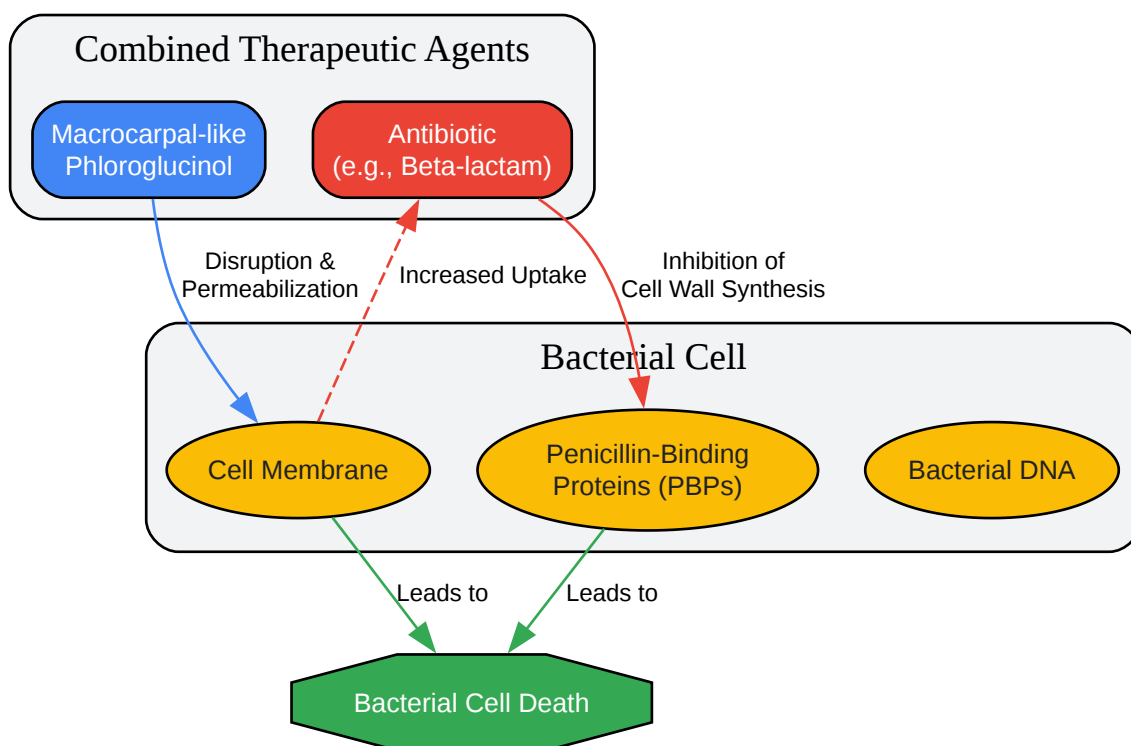 Combined Therapeutic Agents
Macrocarpal-like
Phloroglucinol
Antibiotic
(e.g., Beta-lactam)
Disruption &
Permeabilization
Increased Uptake
Inhibition of
Cell Wall Synthesis
Bacterial Cell
Cell Membrane
Penicillin-Binding
Proteins (PBPs)
Bacterial DNA
Leads to
Leads to
Bacterial Cell Death